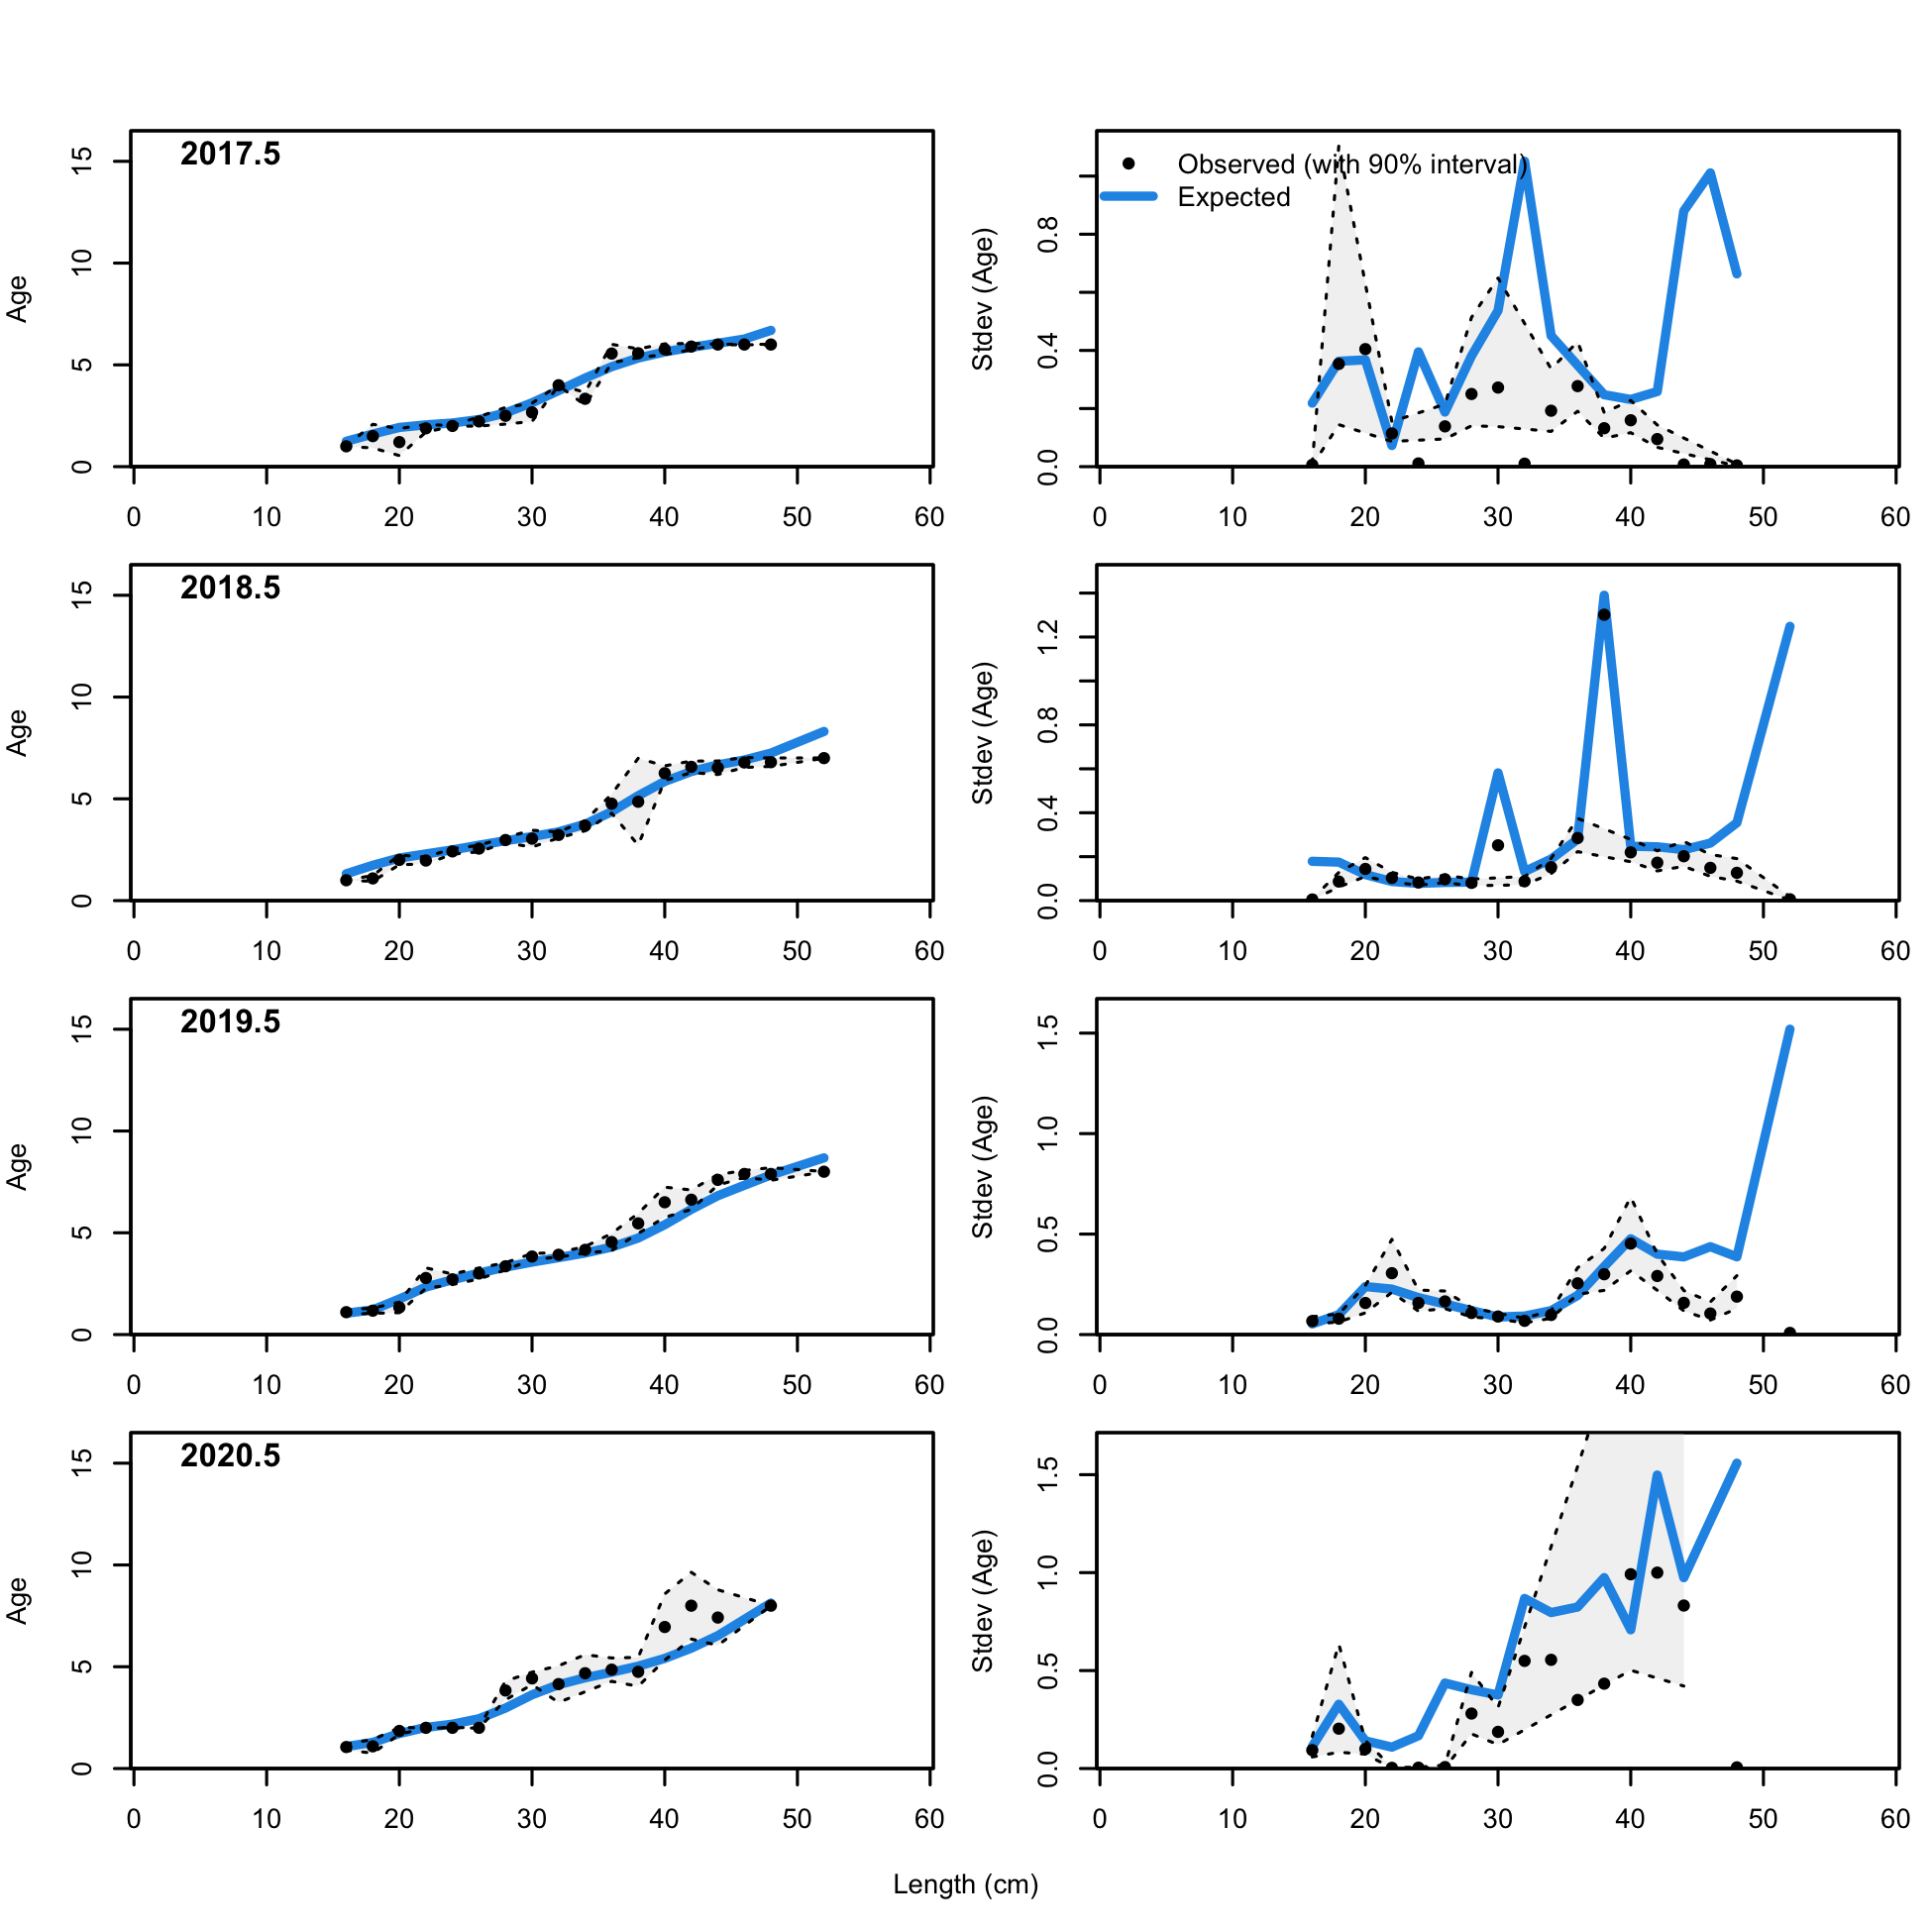 2017.5
Age
0 5 10 15
0 10 20 30 40 50 60
Observed (with 90% interval)
Expected
Stdev (Age)
0.0 0.4 0.8
0 10 20 30 40 50 60
2018.5
Age
0 5 10 15
0 10 20 30 40 50 60
Stdev (Age)
0.0 0.4 0.8 1.2
0 10 20 30 40 50 60
2019.5
Age
0 5 10 15
0 10 20 30 40 50 60
Stdev (Age)
0.0 0.5 1.0 1.5
0 10 20 30 40 50 60
2020.5
Age
0 5 10 15
0 10 20 30 40 50 60
Stdev (Age)
0.0 0.5 1.0 1.5
0 10 20 30 40 50 60
Length (cm)